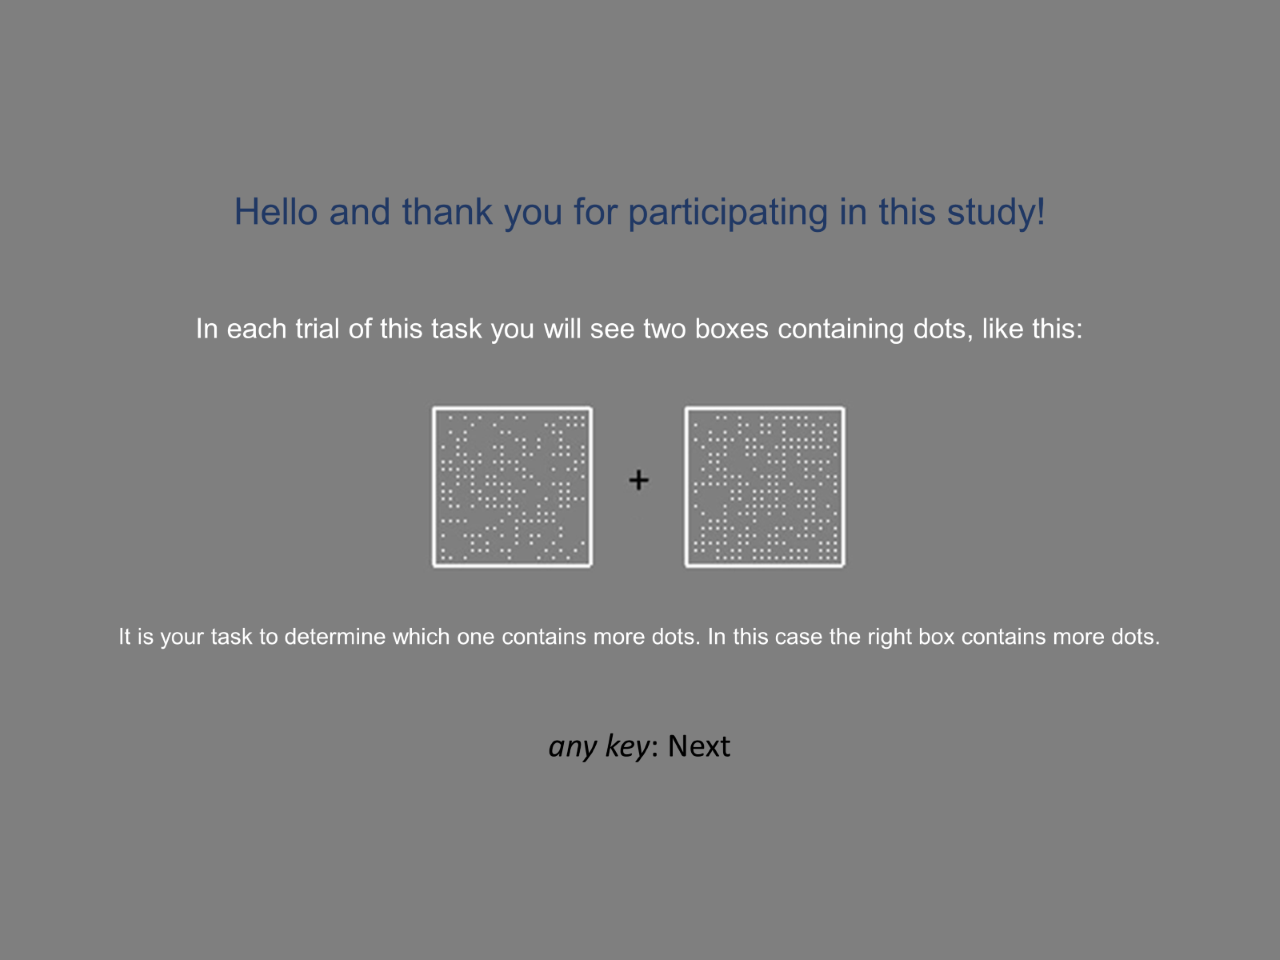 Hello and thank you for participating in this study!
In each trial of this task you will see two boxes containing dots, like this:
+
It is your task to determine which one contains more dots. In this case the right box contains more dots.
any key: Next